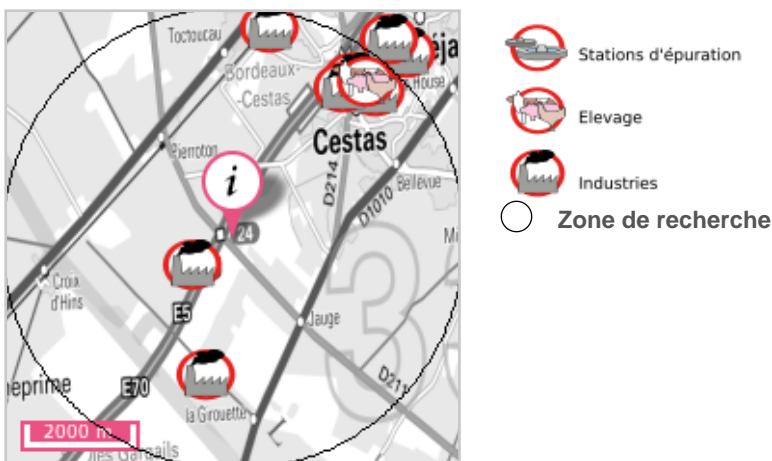 Toctoucau
Bordeaux-
-Cestas
House
Cestas
Pierroton
i
D214
D1010
Bellevue
24
Croix
d'Hins
E5
Jauge
E70
D211
la Girouette
2000 m
33
Stations d'épuration
Elevage
Industries
Zone de recherche